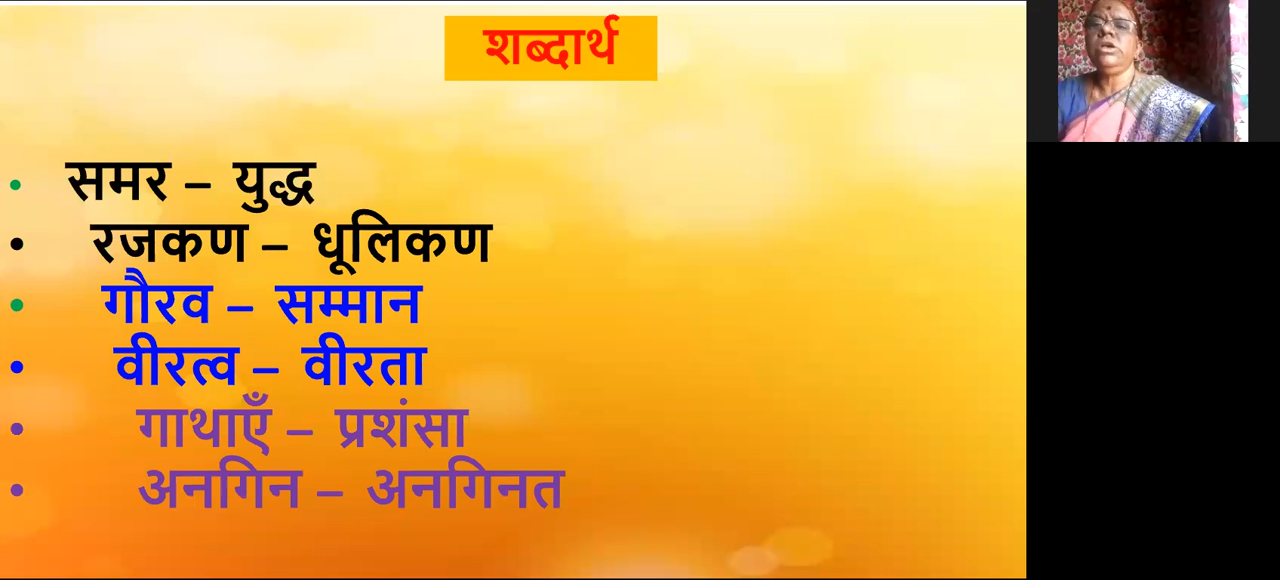 शब्दार्थ
• समर – युद्ध
• रजकण – धूलिकण
• गौरव – सम्मान
• वीरत्व – वीरता
• गाथाएँ – प्रशंसा
• अनगिन – अनगिनत